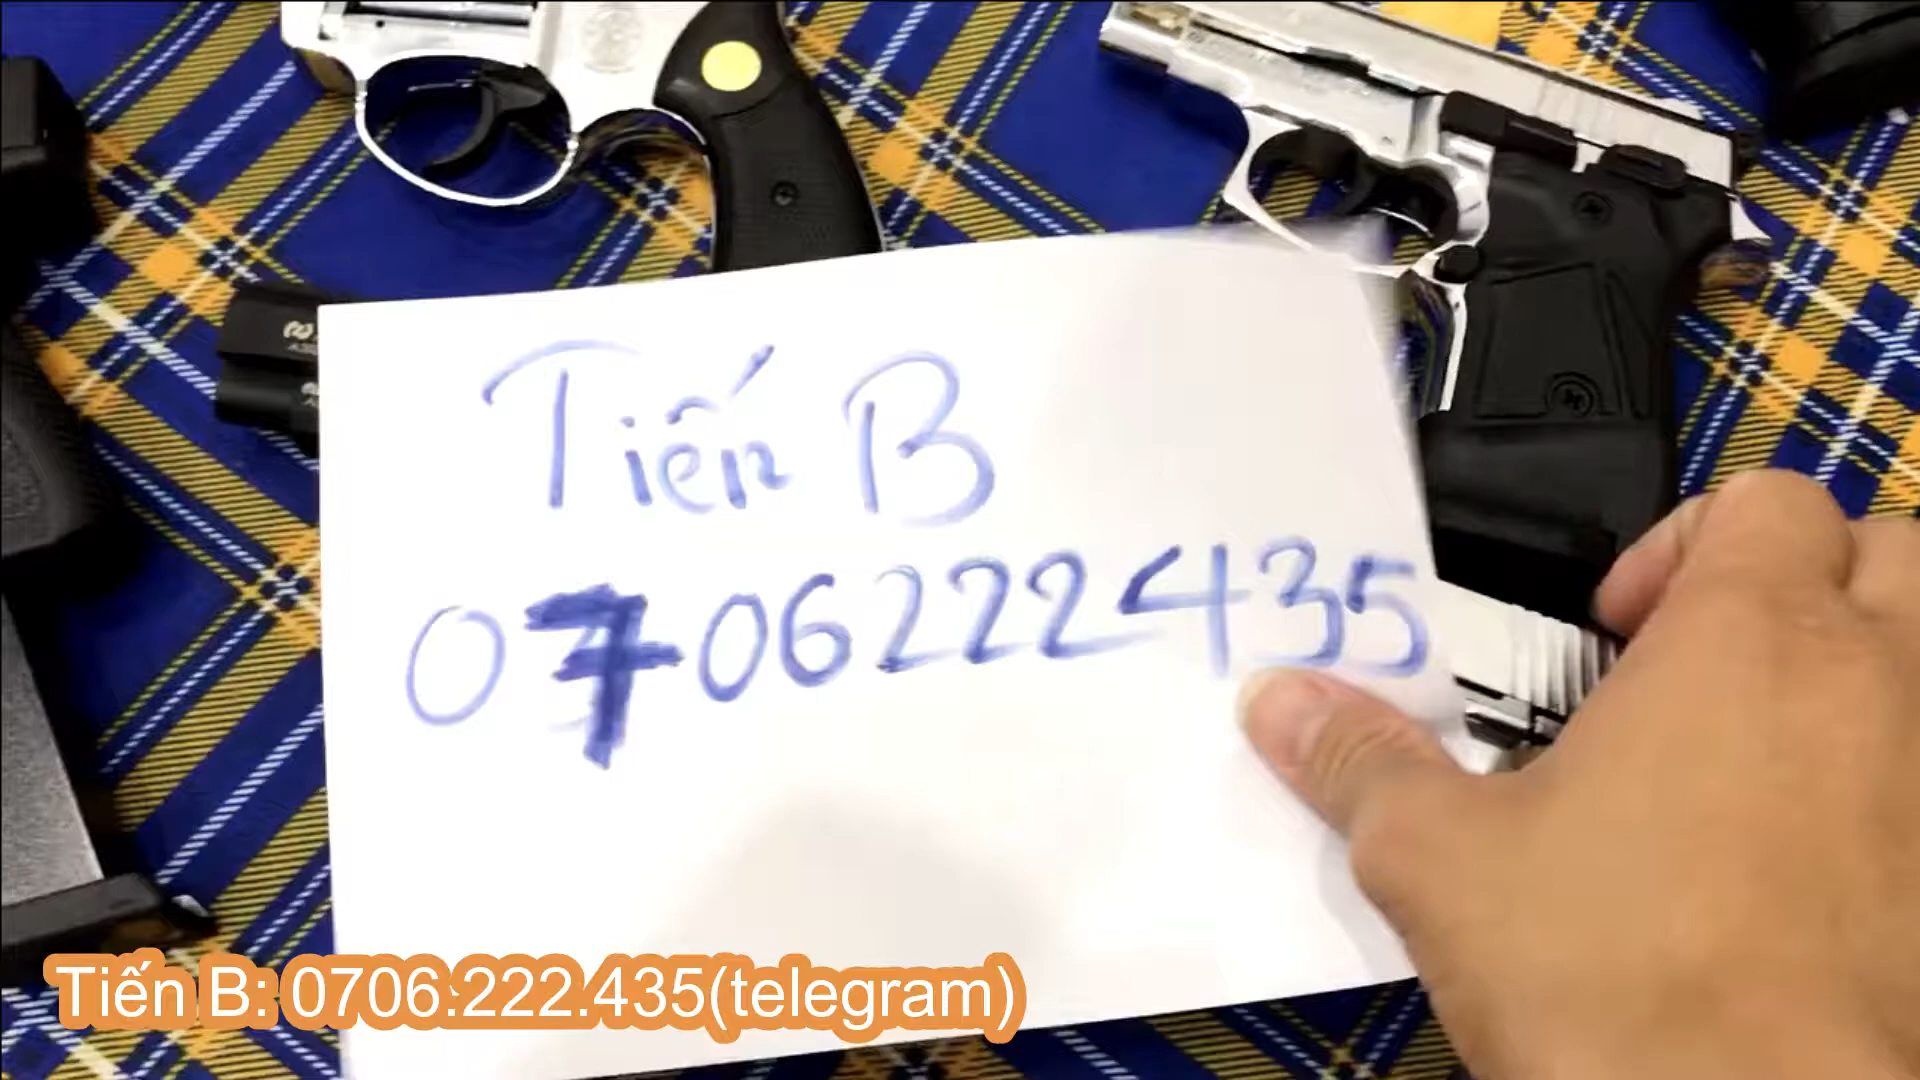 Tiến B
0706222435
Tiến B: 0706.222.435(telegram)